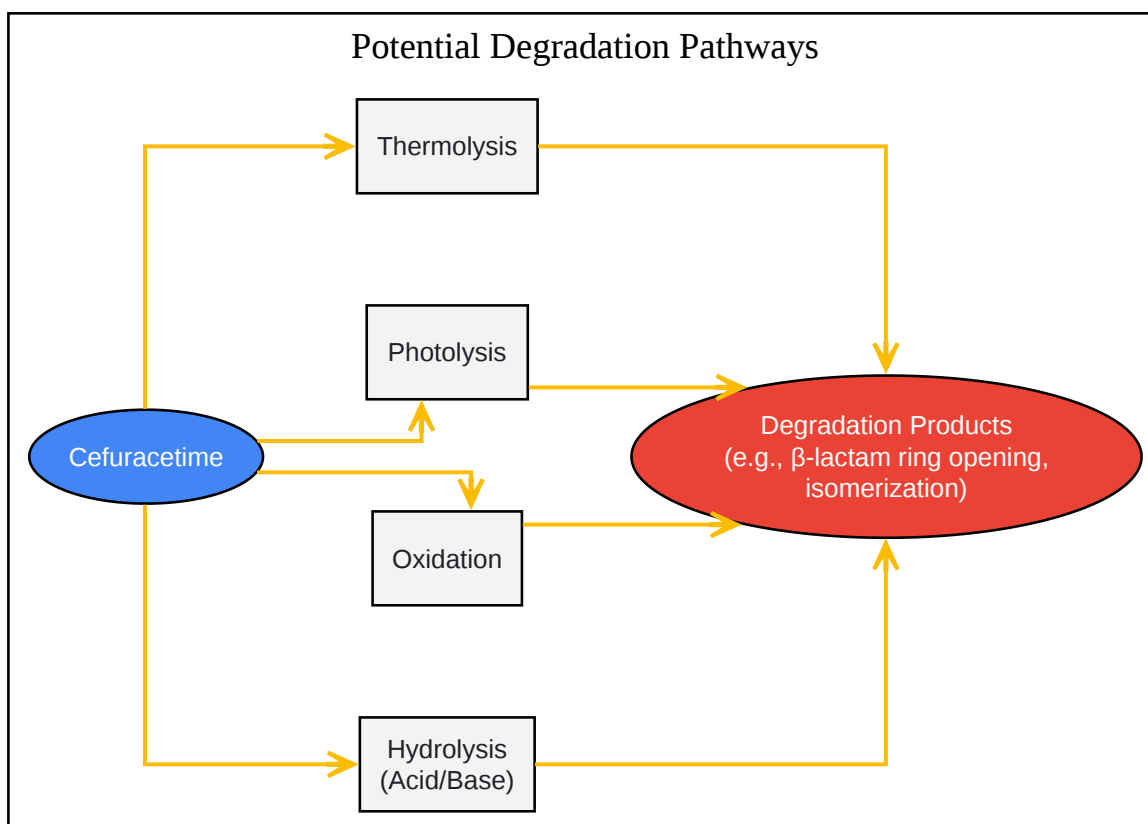 Potential Degradation Pathways
Thermolysis
Photolysis
Cefuracetime
Degradation Products
(e.g., β-lactam ring opening,
isomerization)
Oxidation
Hydrolysis
(Acid/Base)